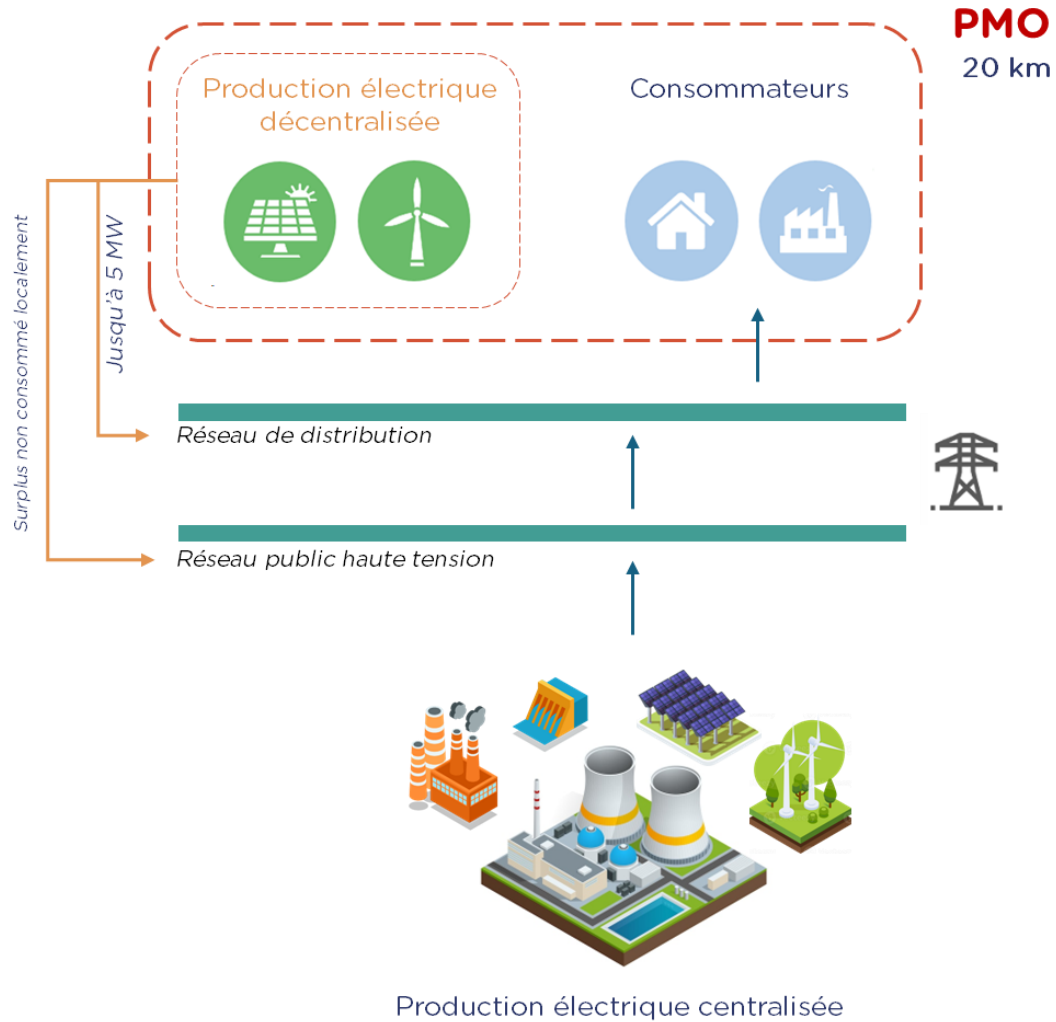 PMO
20 km
Production électrique
décentralisée
Consommateurs
Surplus non consommé localement
Jusqu'à 5 MW
Réseau de distribution
Réseau public haute tension
Production électrique centralisée